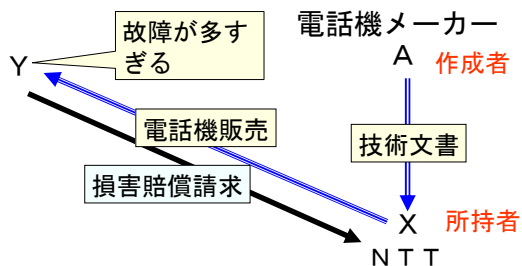 電話機メーカー
A
作成者
Y
故障が多す
ぎる
電話機販売
技術文書
損害賠償請求
X
所持者
NTT